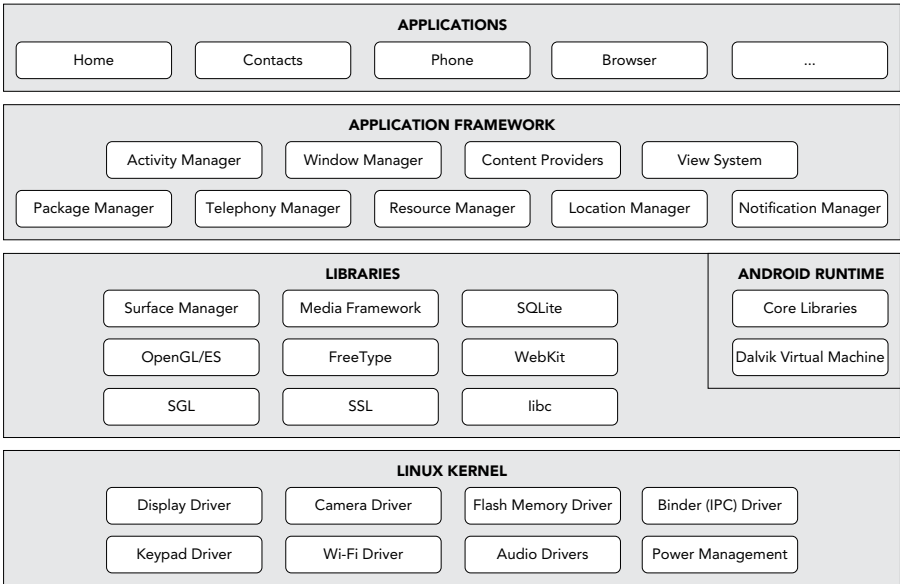 APPLICATIONS
Home Contacts Phone Browser ...
APPLICATION FRAMEWORK
Activity Manager Window Manager Content Providers View System
Package Manager Telephony Manager Resource Manager Location Manager Notification Manager
LIBRARIES
Surface Manager Media Framework SQLite
OpenGL/ES FreeType WebKit
SGL SSL libc
ANDROID RUNTIME
Core Libraries
Dalvik Virtual Machine
LINUX KERNEL
Display Driver Camera Driver Flash Memory Driver Binder (IPC) Driver
Keypad Driver Wi-Fi Driver Audio Drivers Power Management